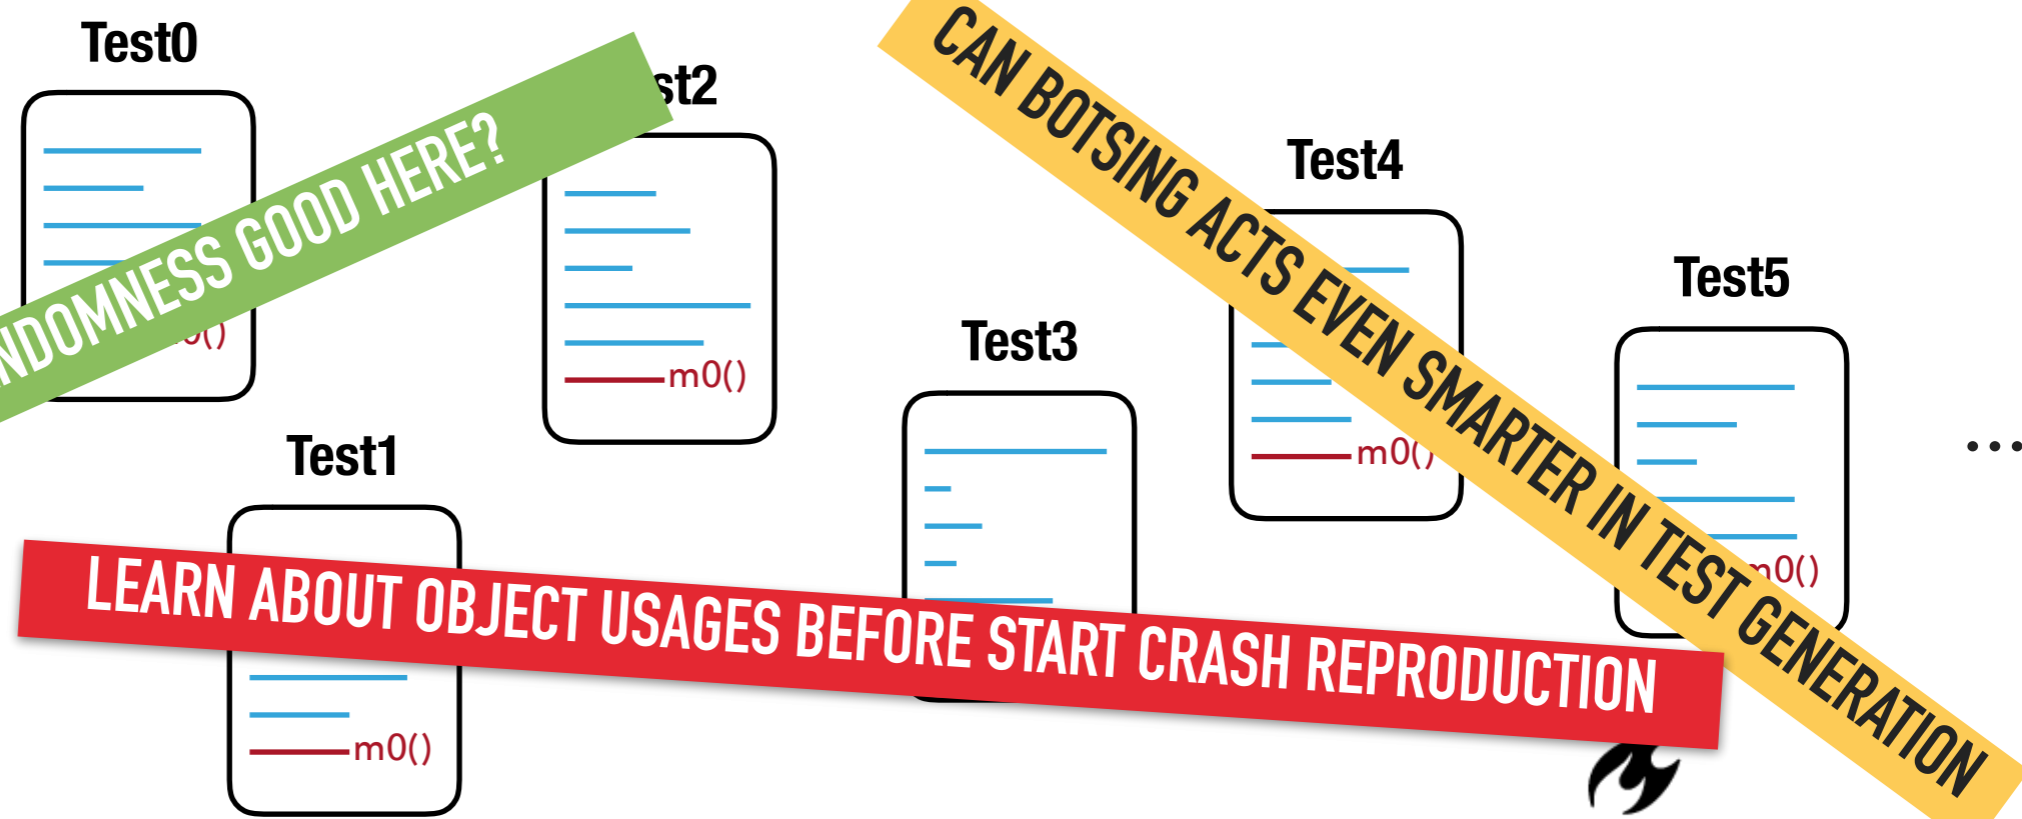 Test0
st2
NDOMNESS GOOD HERE?
CAN BOTSING ACTS EVEN SMARTER IN TEST GENERATION
Test4
Test5
0()
m0()
Test3
m0()
...
Test1
m0()
LEARN ABOUT OBJECT USAGES BEFORE START CRASH REPRODUCTION
m0()